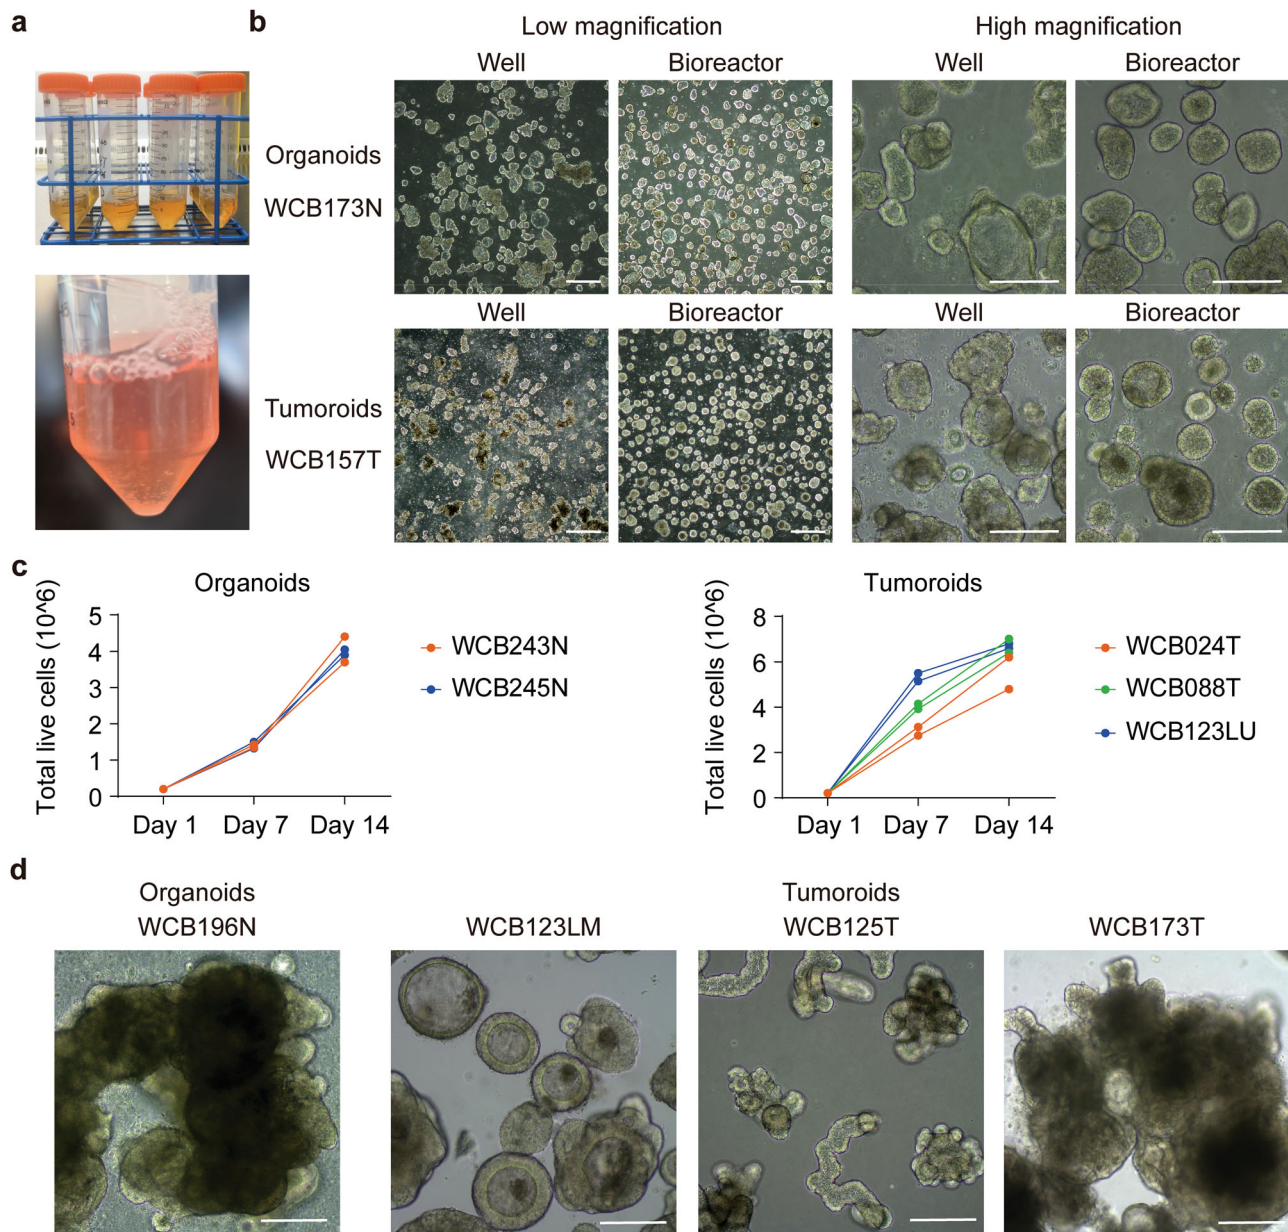 a
b
Low magnification
High magnification
Well
Bioreactor
Well
Bioreactor
Organoids
WCB173N
Well
Bioreactor
Well
Bioreactor
Tumoroids
WCB157T
c
Organoids
Total live cells (10^6)
5
4
3
2
1
0
Day 1 Day 7 Day 14
WCB243N
WCB245N
Tumoroids
Total live cells (10^6)
8
6
4
2
0
Day 1 Day 7 Day 14
WCB024T
WCB088T
WCB123LU
d
Organoids
WCB196N
Tumoroids
WCB123LM
WCB125T
WCB173T